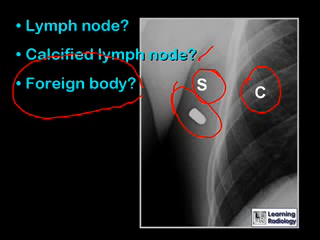 • Lymph node?
• Calcified lymph node?
• Foreign body?
S
C
Learning
Radiology